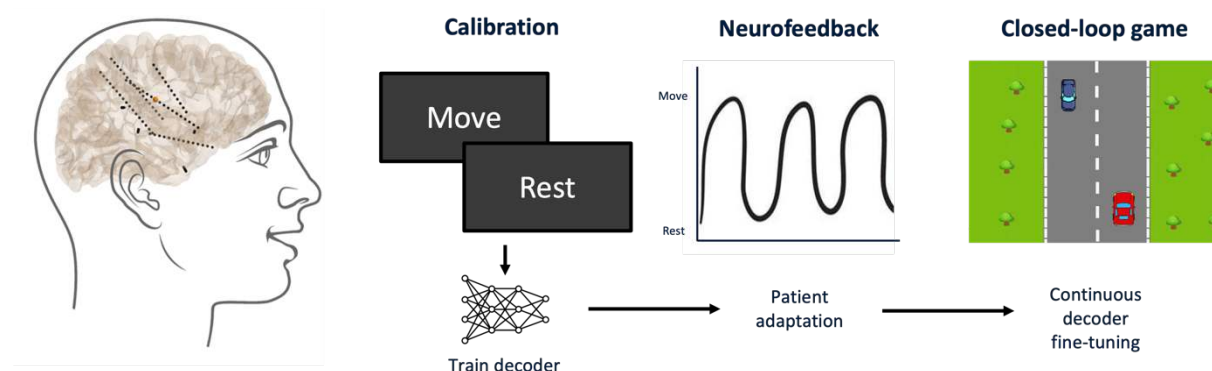 Calibration
Neurofeedback
Closed-loop game
Move
Rest
Move
Rest
Train decoder
Patient
adaptation
Continuous
decoder
fine-tuning